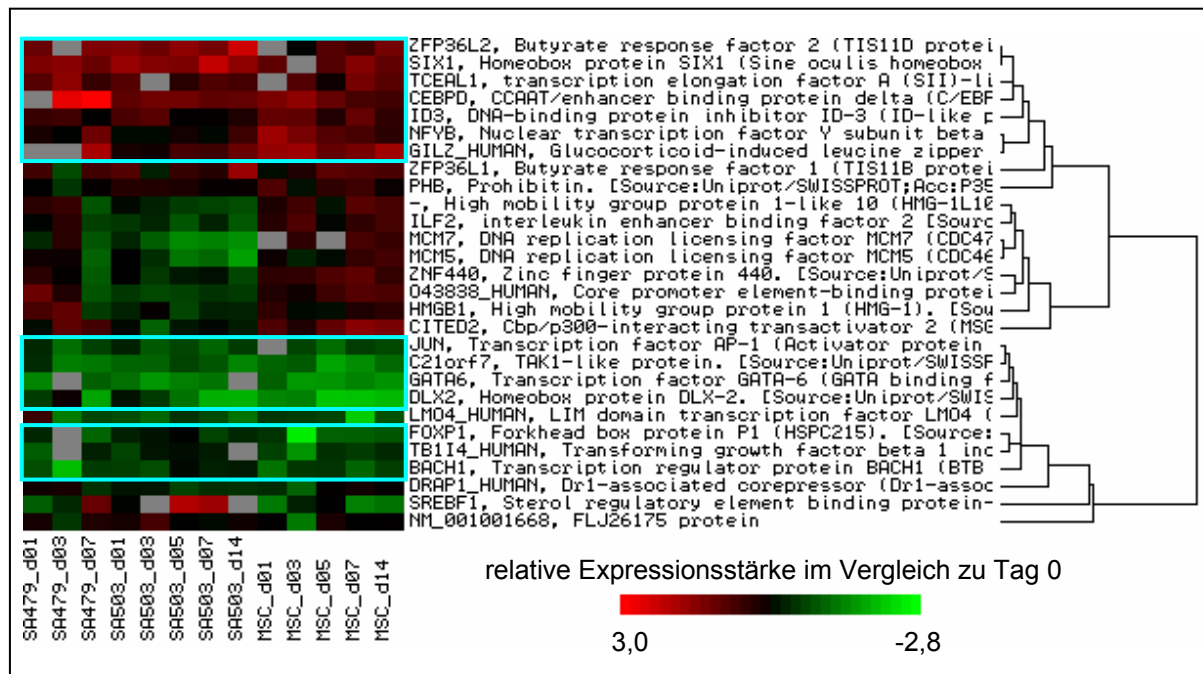 ZFP36L2, Butyrate response factor 2 (TIS11D protei
SIX1, Homeobox protein SIX1 (Sine oculis homeobox
TCEAL1, transcription elongation factor A (SII)-li
CEBPD, CCAAT/enhancer binding protein delta (C/EBP
ID3, DNA-binding protein inhibitor ID-3 (ID-like p
NFYB, Nuclear transcription factor Y subunit beta
GILZ_HUMAN, Glucocorticoid-induced leucine zipper
ZFP36L1, Butyrate response factor 1 (TIS11B protei
PHB, Prohibitin. [Source:Uniprot/SWISSPROT;Acc:P35
-, High mobility group protein 1-like 10 (HMG-1L10
ILF2, interleukin enhancer binding factor 2 [Sourc
MCM7, DNA replication licensing factor MCM7 (CDC47
MCM5, DNA replication licensing factor MCM5 (CDC46
ZNF440, Zinc finger protein 440. [Source:Uniprot/S
O43838_HUMAN, Core promoter element-binding protei
HMGB1, High mobility group protein 1 (HMG-1). [Sou
CITED2, Cbp/p300-interacting transactivator 2 (MSG
JUN, Transcription factor AP-1 (Activator protein
C21orf7, TAK1-like protein. [Source:Uniprot/SWISSP
GATA6, Transcription factor GATA-6 (GATA binding f
DLX2, Homeobox protein DLX-2. [Source:Uniprot/SWIS
LMO4_HUMAN, LIM domain transcription factor LMO4 (
FOXP1, Forkhead box protein P1 (HSPC215). [Source:
TB1I4_HUMAN, Transforming growth factor beta 1 ind
BACH1, Transcription regulator protein BACH1 (BTB
DRAP1_HUMAN, Dr1-associated corepressor (Dr1-assoc
SREBF1, Sterol regulatory element binding protein-
NM_001001668, FLJ26175 protein
SA479_d01
SA479_d03
SA479_d07
SA503_d01
SA503_d03
SA503_d05
SA503_d07
SA503_d14
MSC_d01
MSC_d03
MSC_d05
MSC_d07
MSC_d14
relative Expressionsstärke im Vergleich zu Tag 0
3,0
-2,8